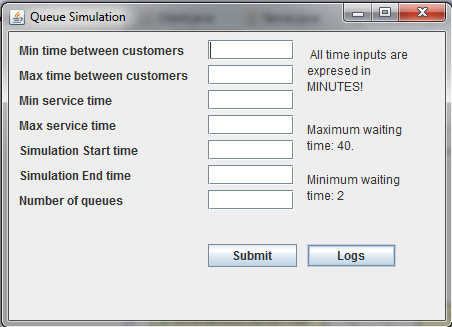 Queue Simulation
Min time between customers
Max time between customers
Min service time
Max service time
Simulation Start time
Simulation End time
Number of queues
All time inputs are
expresed in
MINUTES!
Maximum waiting
time: 40.
Minimum waiting
time: 2
Submit
Logs